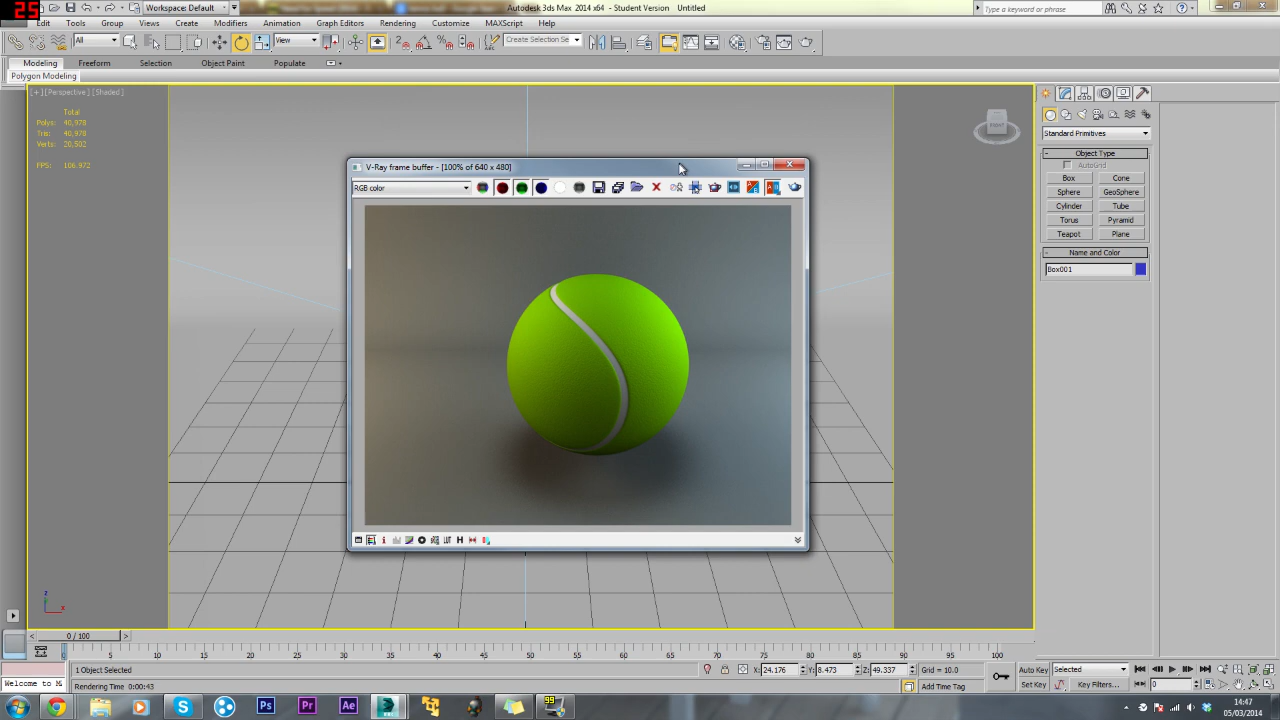 25
Workspace: Default
Autodesk 3ds Max 2014 x64 - Student Version Untitled
Type a keyword or phrase
Edit Tools Group Views Create Modifiers Animation Graph Editors Rendering Customize MAXScript Help
All
View
Create Selection Se
Modeling Freeform Selection Object Paint Populate
Polygon Modeling
[+] [Perspective] [Shaded]
Total
Polys: 40,978
Tris: 40,978
Verts: 20,502
FPS: 106.972
V-Ray frame buffer - [100% of 640 x 480]
RGB color
Standard Primitives
Object Type
AutoGrid
Box Cone
Sphere GeoSphere
Cylinder Tube
Torus Pyramid
Teapot Plane
Name and Color
Box001
H
z
x
0 / 100
5 10 15 20 25 30 35 40 45 50 55 60 65 70 75 80 85 90 95 100
1 Object Selected
X: 24.176 Y: 8.473 Z: 49.337 Grid = 10.0
Auto Key Selected
Welcome to M
Rendering Time 0:00:43
Add Time Tag
Set Key Key Filters...
0
Ps Pr Ae
99
14:47
05/03/2014